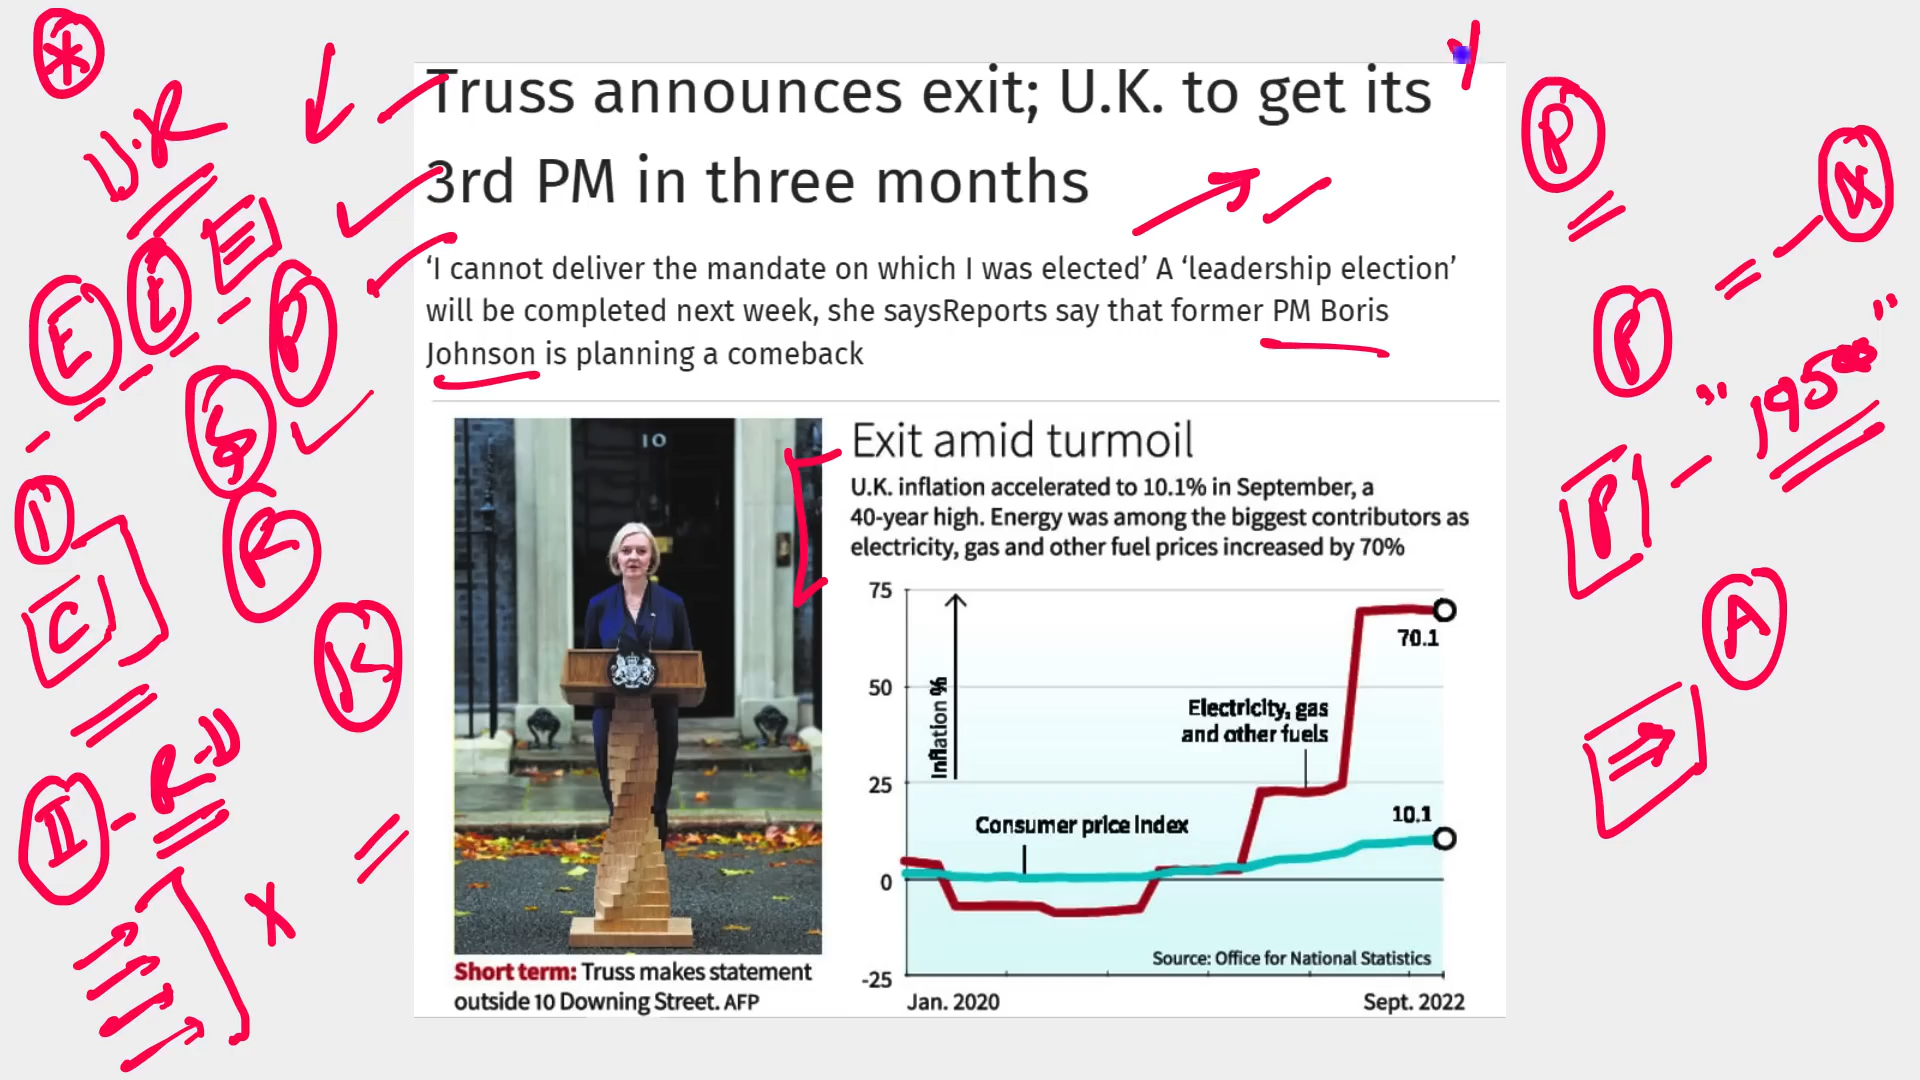 Truss announces exit; U.K. to get its
3rd PM in three months
‘I cannot deliver the mandate on which I was elected’ A ‘leadership election’
will be completed next week, she saysReports say that former PM Boris
Johnson is planning a comeback
10
Exit amid turmoil
U.K. inflation accelerated to 10.1% in September, a
40-year high. Energy was among the biggest contributors as
electricity, gas and other fuel prices increased by 70%
75
50
25
0
-25
Inflation %
70.1
Electricity, gas
and other fuels
10.1
Consumer price index
Source: Office for National Statistics
Jan. 2020
Sept. 2022
Short term: Truss makes statement
outside 10 Downing Street. AFP
U.K
E
L
E
P
I
C
R
K
II - R-D
X
P
P
P
A